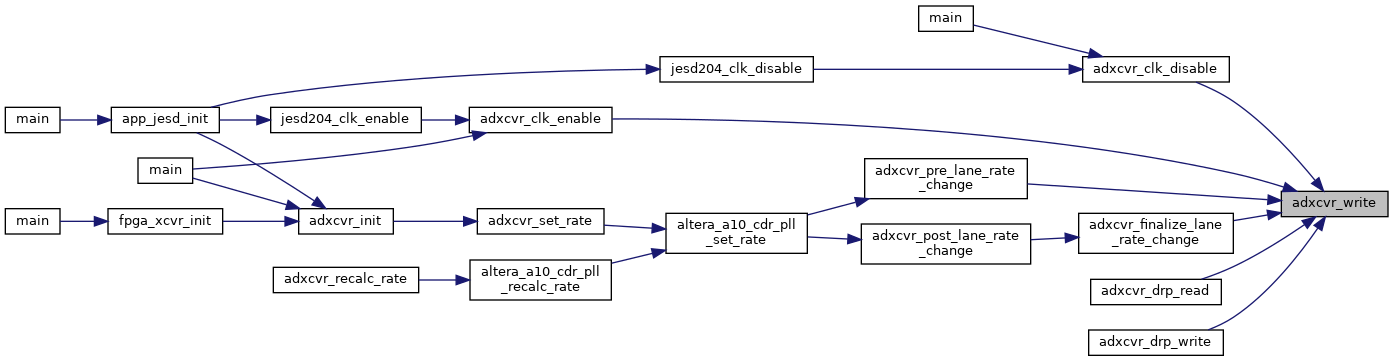 main
jesd204_clk_disable
adxcvr_clk_disable
main
app_jesd_init
jesd204_clk_enable
adxcvr_clk_enable
main
adxcvr_pre_lane_rate
_change
adxcvr_write
main
fpga_xcvr_init
adxcvr_init
adxcvr_set_rate
altera_a10_cdr_pll
_set_rate
adxcvr_post_lane_rate
_change
adxcvr_finalize_lane
_rate_change
adxcvr_recalc_rate
altera_a10_cdr_pll
_recalc_rate
adxcvr_drp_read
adxcvr_drp_write